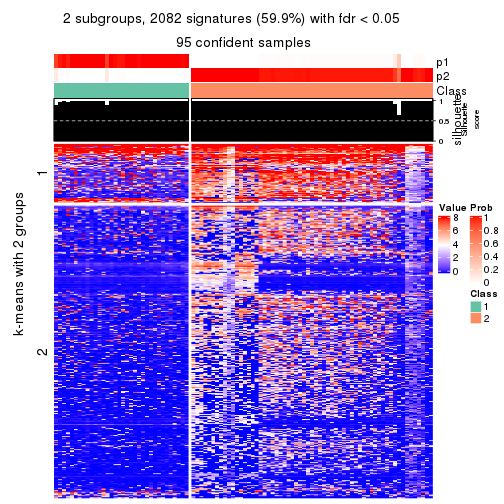 2 subgroups, 2082 signatures (59.9%) with fdr < 0.05
95 confident samples
p1
p2
Class
1
0.5
0
silhouette
Silhouette
score
k-means with 2 groups
1
2
Value
8
6
4
2
0
Prob
1
0.8
0.6
0.4
0.2
0
Class
1
2